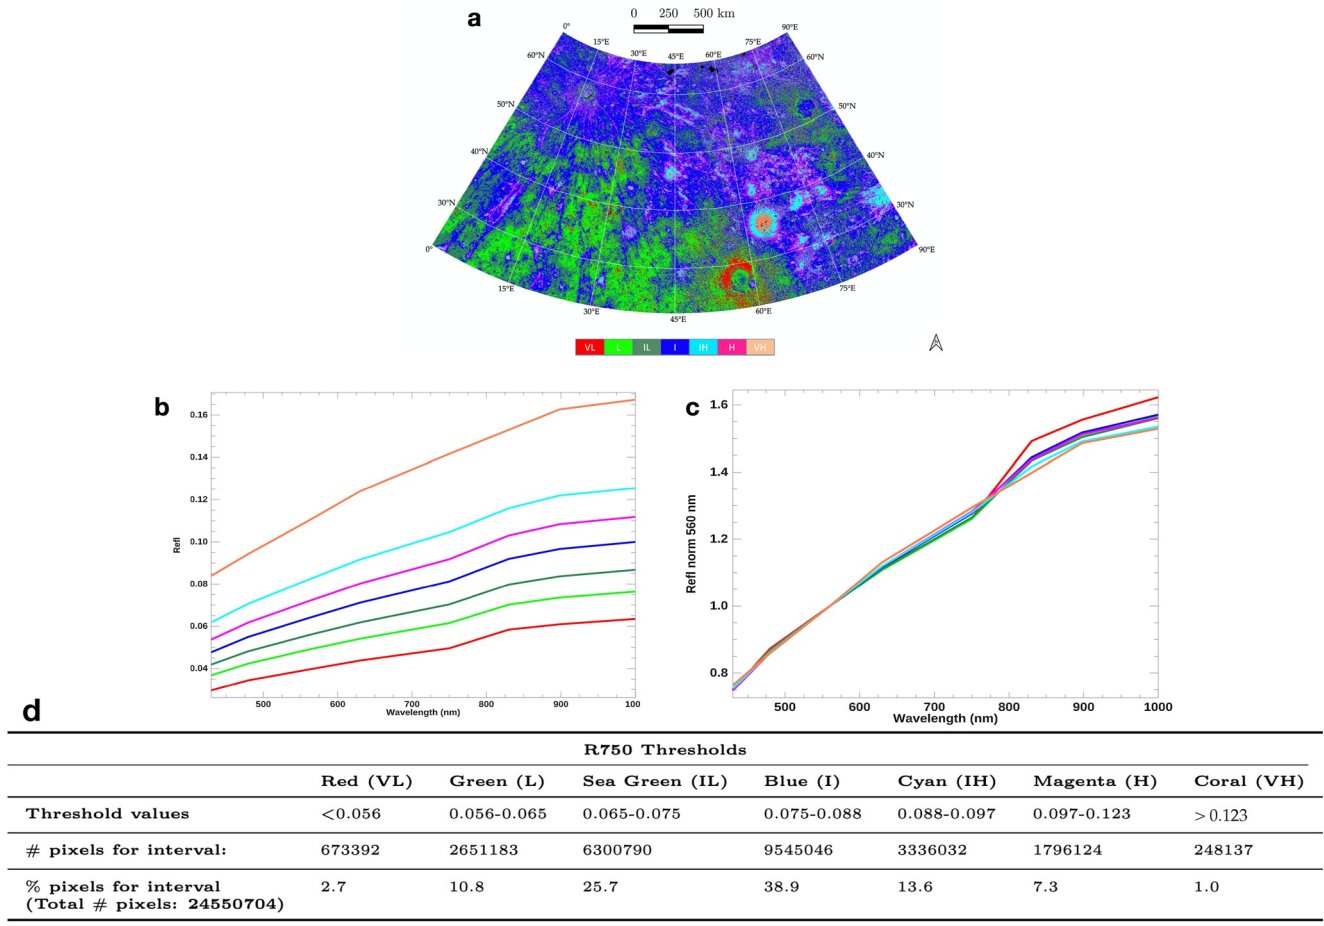 a
0 250 500 km
0° 90°E
15°E 75°E
30°E 45°E 60°E
60°N 60°N
50°N 50°N
40°N 40°N
30°N 30°N
0° 90°E
15°E 75°E
30°E 60°E
45°E
VL L IL I IH H VH
b
Refl
0.16
0.14
0.12
0.10
0.08
0.06
0.04
500 600 700 800 900 100
Wavelength (nm)
c
Refl norm 560 nm
1.6
1.4
1.2
1.0
0.8
500 600 700 800 900 1000
Wavelength (nm)
d
R750 Thresholds
Red (VL) Green (L) Sea Green (IL) Blue (I) Cyan (IH) Magenta (H) Coral (VH)
Threshold values <0.056 0.056-0.065 0.065-0.075 0.075-0.088 0.088-0.097 0.097-0.123 >0.123
# pixels for interval: 673392 2651183 6300790 9545046 3336032 1796124 248137
% pixels for interval 2.7 10.8 25.7 38.9 13.6 7.3 1.0
(Total # pixels: 24550704)